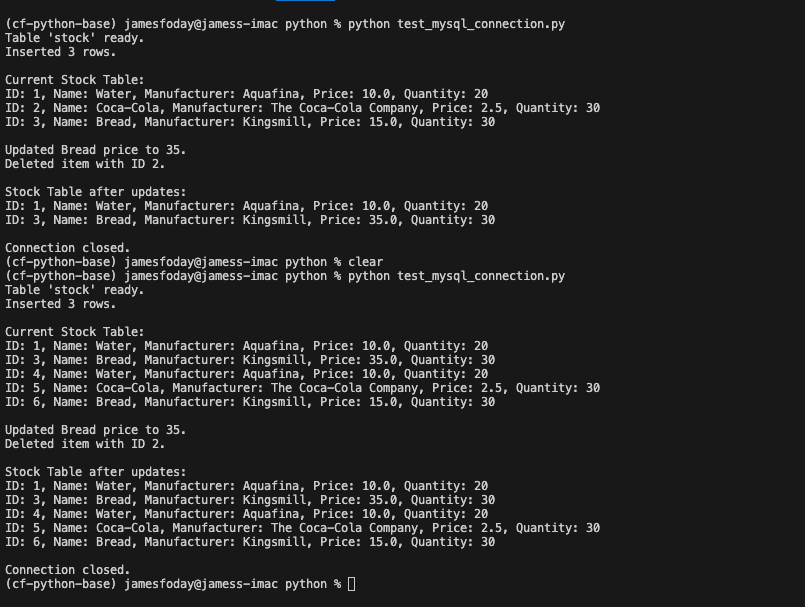 (cf-python-base) jamesfoday@jamess-imac python % python test_mysql_connection.py
Table 'stock' ready.
Inserted 3 rows.
Current Stock Table:
ID: 1, Name: Water, Manufacturer: Aquafina, Price: 10.0, Quantity: 20
ID: 2, Name: Coca-Cola, Manufacturer: The Coca-Cola Company, Price: 2.5, Quantity: 30
ID: 3, Name: Bread, Manufacturer: Kingsmill, Price: 15.0, Quantity: 30
Updated Bread price to 35.
Deleted item with ID 2.
Stock Table after updates:
ID: 1, Name: Water, Manufacturer: Aquafina, Price: 10.0, Quantity: 20
ID: 3, Name: Bread, Manufacturer: Kingsmill, Price: 35.0, Quantity: 30
Connection closed.
(cf-python-base) jamesfoday@jamess-imac python % clear
(cf-python-base) jamesfoday@jamess-imac python % python test_mysql_connection.py
Table 'stock' ready.
Inserted 3 rows.
Current Stock Table:
ID: 1, Name: Water, Manufacturer: Aquafina, Price: 10.0, Quantity: 20
ID: 3, Name: Bread, Manufacturer: Kingsmill, Price: 35.0, Quantity: 30
ID: 4, Name: Water, Manufacturer: Aquafina, Price: 10.0, Quantity: 20
ID: 5, Name: Coca-Cola, Manufacturer: The Coca-Cola Company, Price: 2.5, Quantity: 30
ID: 6, Name: Bread, Manufacturer: Kingsmill, Price: 15.0, Quantity: 30
Updated Bread price to 35.
Deleted item with ID 2.
Stock Table after updates:
ID: 1, Name: Water, Manufacturer: Aquafina, Price: 10.0, Quantity: 20
ID: 3, Name: Bread, Manufacturer: Kingsmill, Price: 35.0, Quantity: 30
ID: 4, Name: Water, Manufacturer: Aquafina, Price: 10.0, Quantity: 20
ID: 5, Name: Coca-Cola, Manufacturer: The Coca-Cola Company, Price: 2.5, Quantity: 30
ID: 6, Name: Bread, Manufacturer: Kingsmill, Price: 15.0, Quantity: 30
Connection closed.
(cf-python-base) jamesfoday@jamess-imac python %